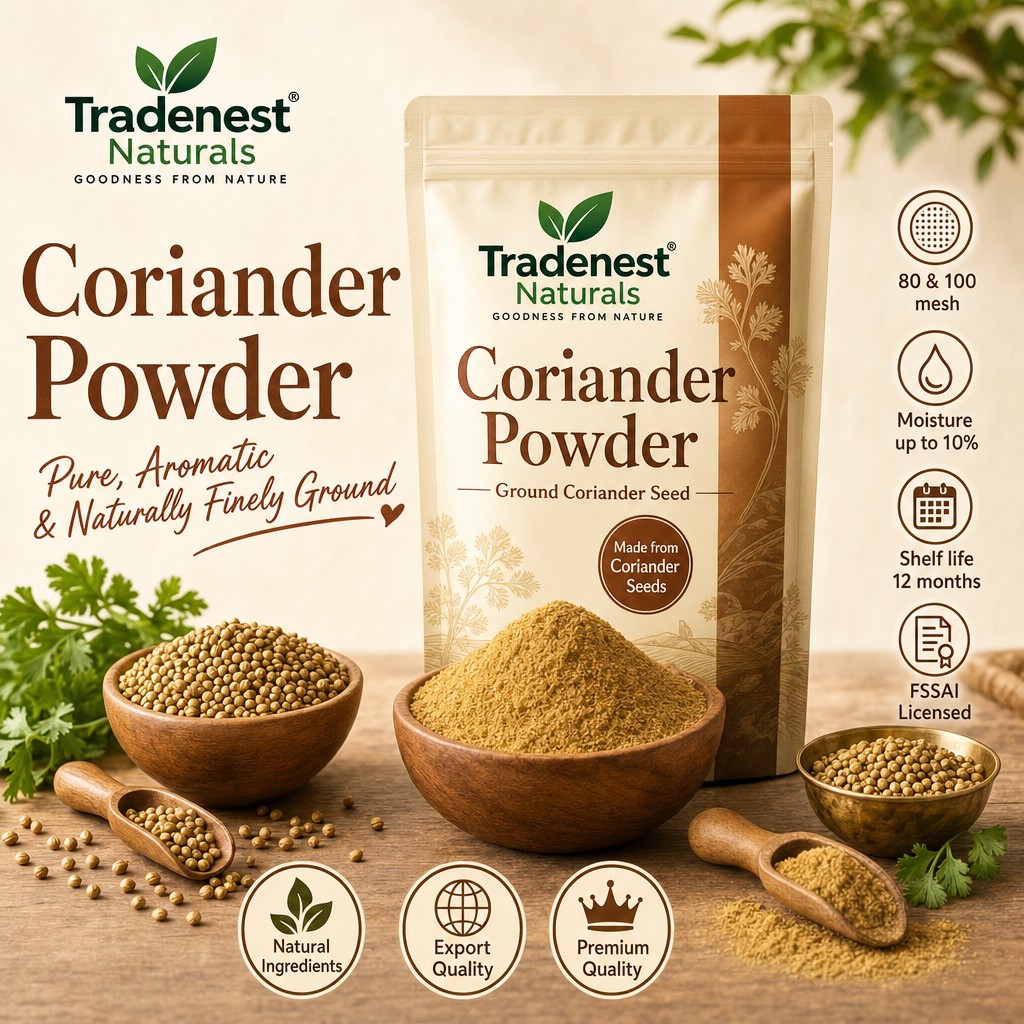 Tradenest®
Naturals
GOODNESS FROM NATURE
Coriander
Powder
Pure, Aromatic
& Naturally Finely Ground
Tradenest®
Naturals
GOODNESS FROM NATURE
Coriander
Powder
Ground Coriander Seed
Made from
Coriander
Seeds
80 & 100
mesh
Moisture
up to 10%
Shelf life
12 months
FSSAI
Licensed
Natural
Ingredients
Export
Quality
Premium
Quality